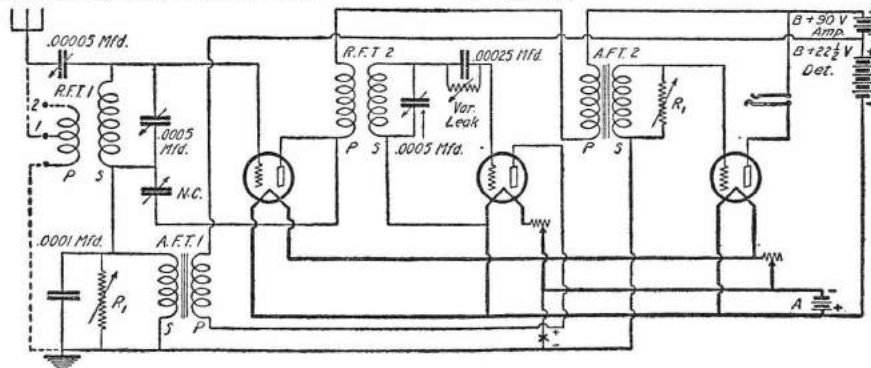 .00005 Mfd.
R.F.T.1
2
1
P
S
.0005
Mfd.
N.C.
.0001 Mfd.
R₁
A.F.T.1
S
P
R.F.T.2
P
S
.00025 Mfd.
Var.
Leak
.0005 Mfd.
A.F.T.2
P
S
R₁
B+90 V
Amp.
B+22½ V
Det.
+
+
-
A
+
+
-